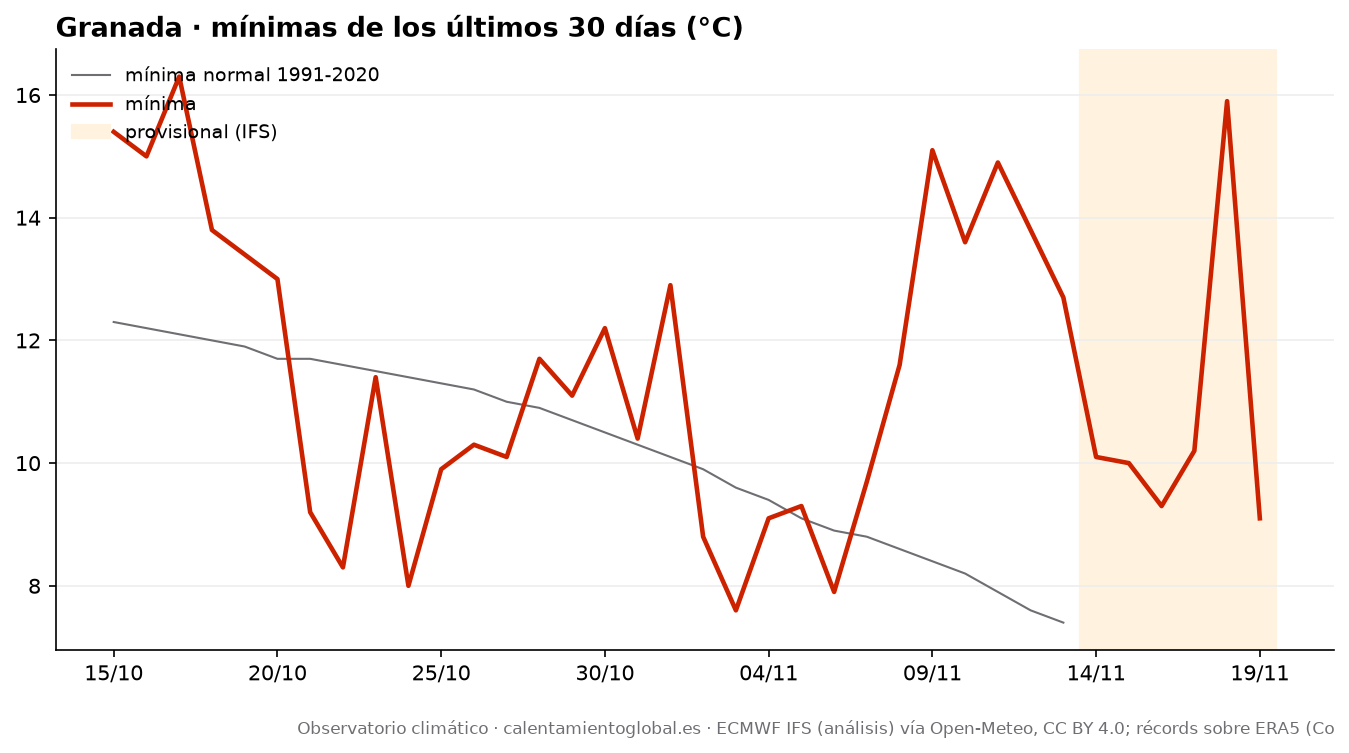 Granada · mínimas de los últimos 30 días (°C)
mínima normal 1991-2020
mínima
provisional (IFS)
16
14
12
10
8
15/10 20/10 25/10 30/10 04/11 09/11 14/11 19/11
Observatorio climático · calentamientoglobal.es · ECMWF IFS (análisis) vía Open-Meteo, CC BY 4.0; récords sobre ERA5 (Co